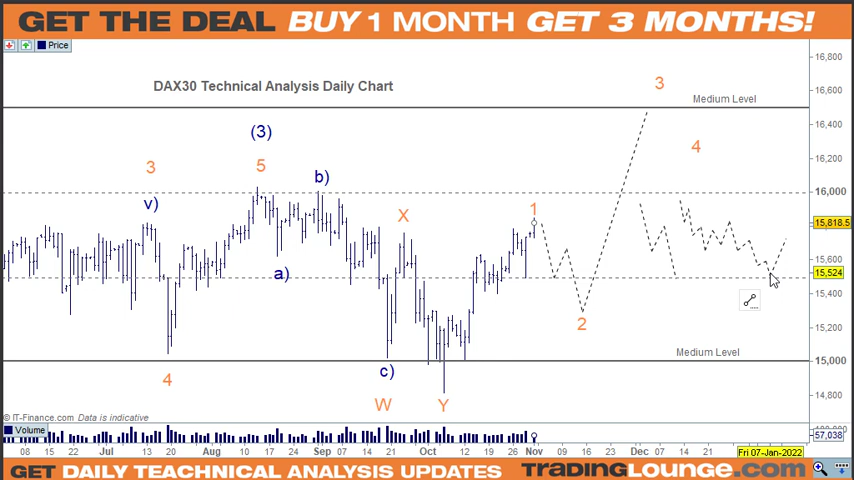 GET THE DEAL BUY 1 MONTH GET 3 MONTHS!
Price
DAX30 Technical Analysis Daily Chart
16,800
3
16,600
Medium Level
16,400
(3)
4
16,200
3
5
b)
16,000
v)
X
1
15,818.5
a)
15,600
15,524
15,400
2
15,200
Medium Level
15,000
c)
4
W
Y
14,800
© IT-Finance.com Data is indicative
Volume
57,038
08 15 22 Jul 13 21 Aug 10 17 24 Sep 07 14 21 Oct 12 19 26 Nov 09 16 23 Dec 07 14 21 Fri 07-Jan-2022
GET DAILY TEACHNICAL ANALYSIS UPDATES TRADINGLOUNGE.com